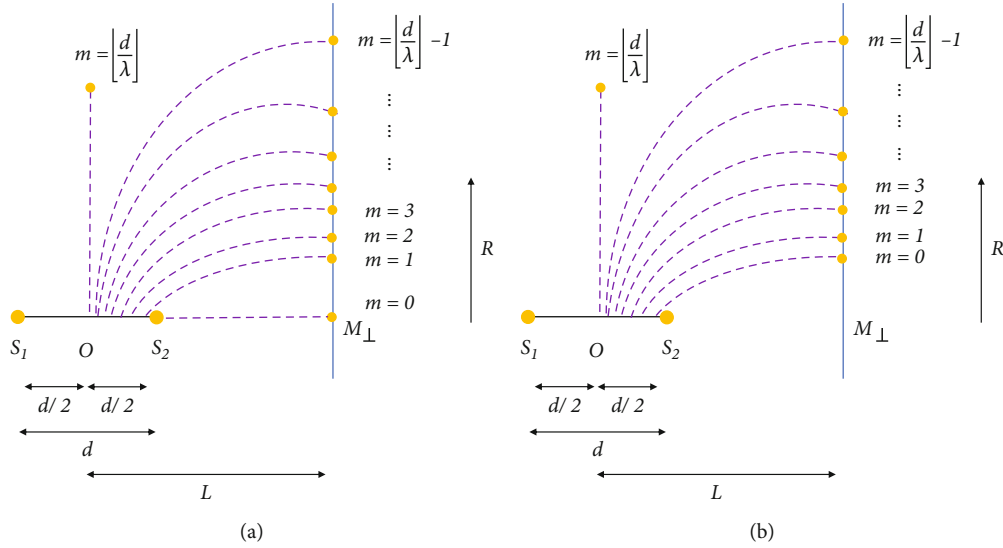 m = ⌊d/λ⌋
m = ⌊d/λ⌋ –1
...
...
m = 3
m = 2
m = 1
m = 0
R
S1 O S2 M⊥
d/2 d/2
d
L
(a)
m = ⌊d/λ⌋
m = ⌊d/λ⌋ –1
...
...
m = 3
m = 2
m = 1
m = 0
R
S1 O S2 M⊥
d/2 d/2
d
L
(b)